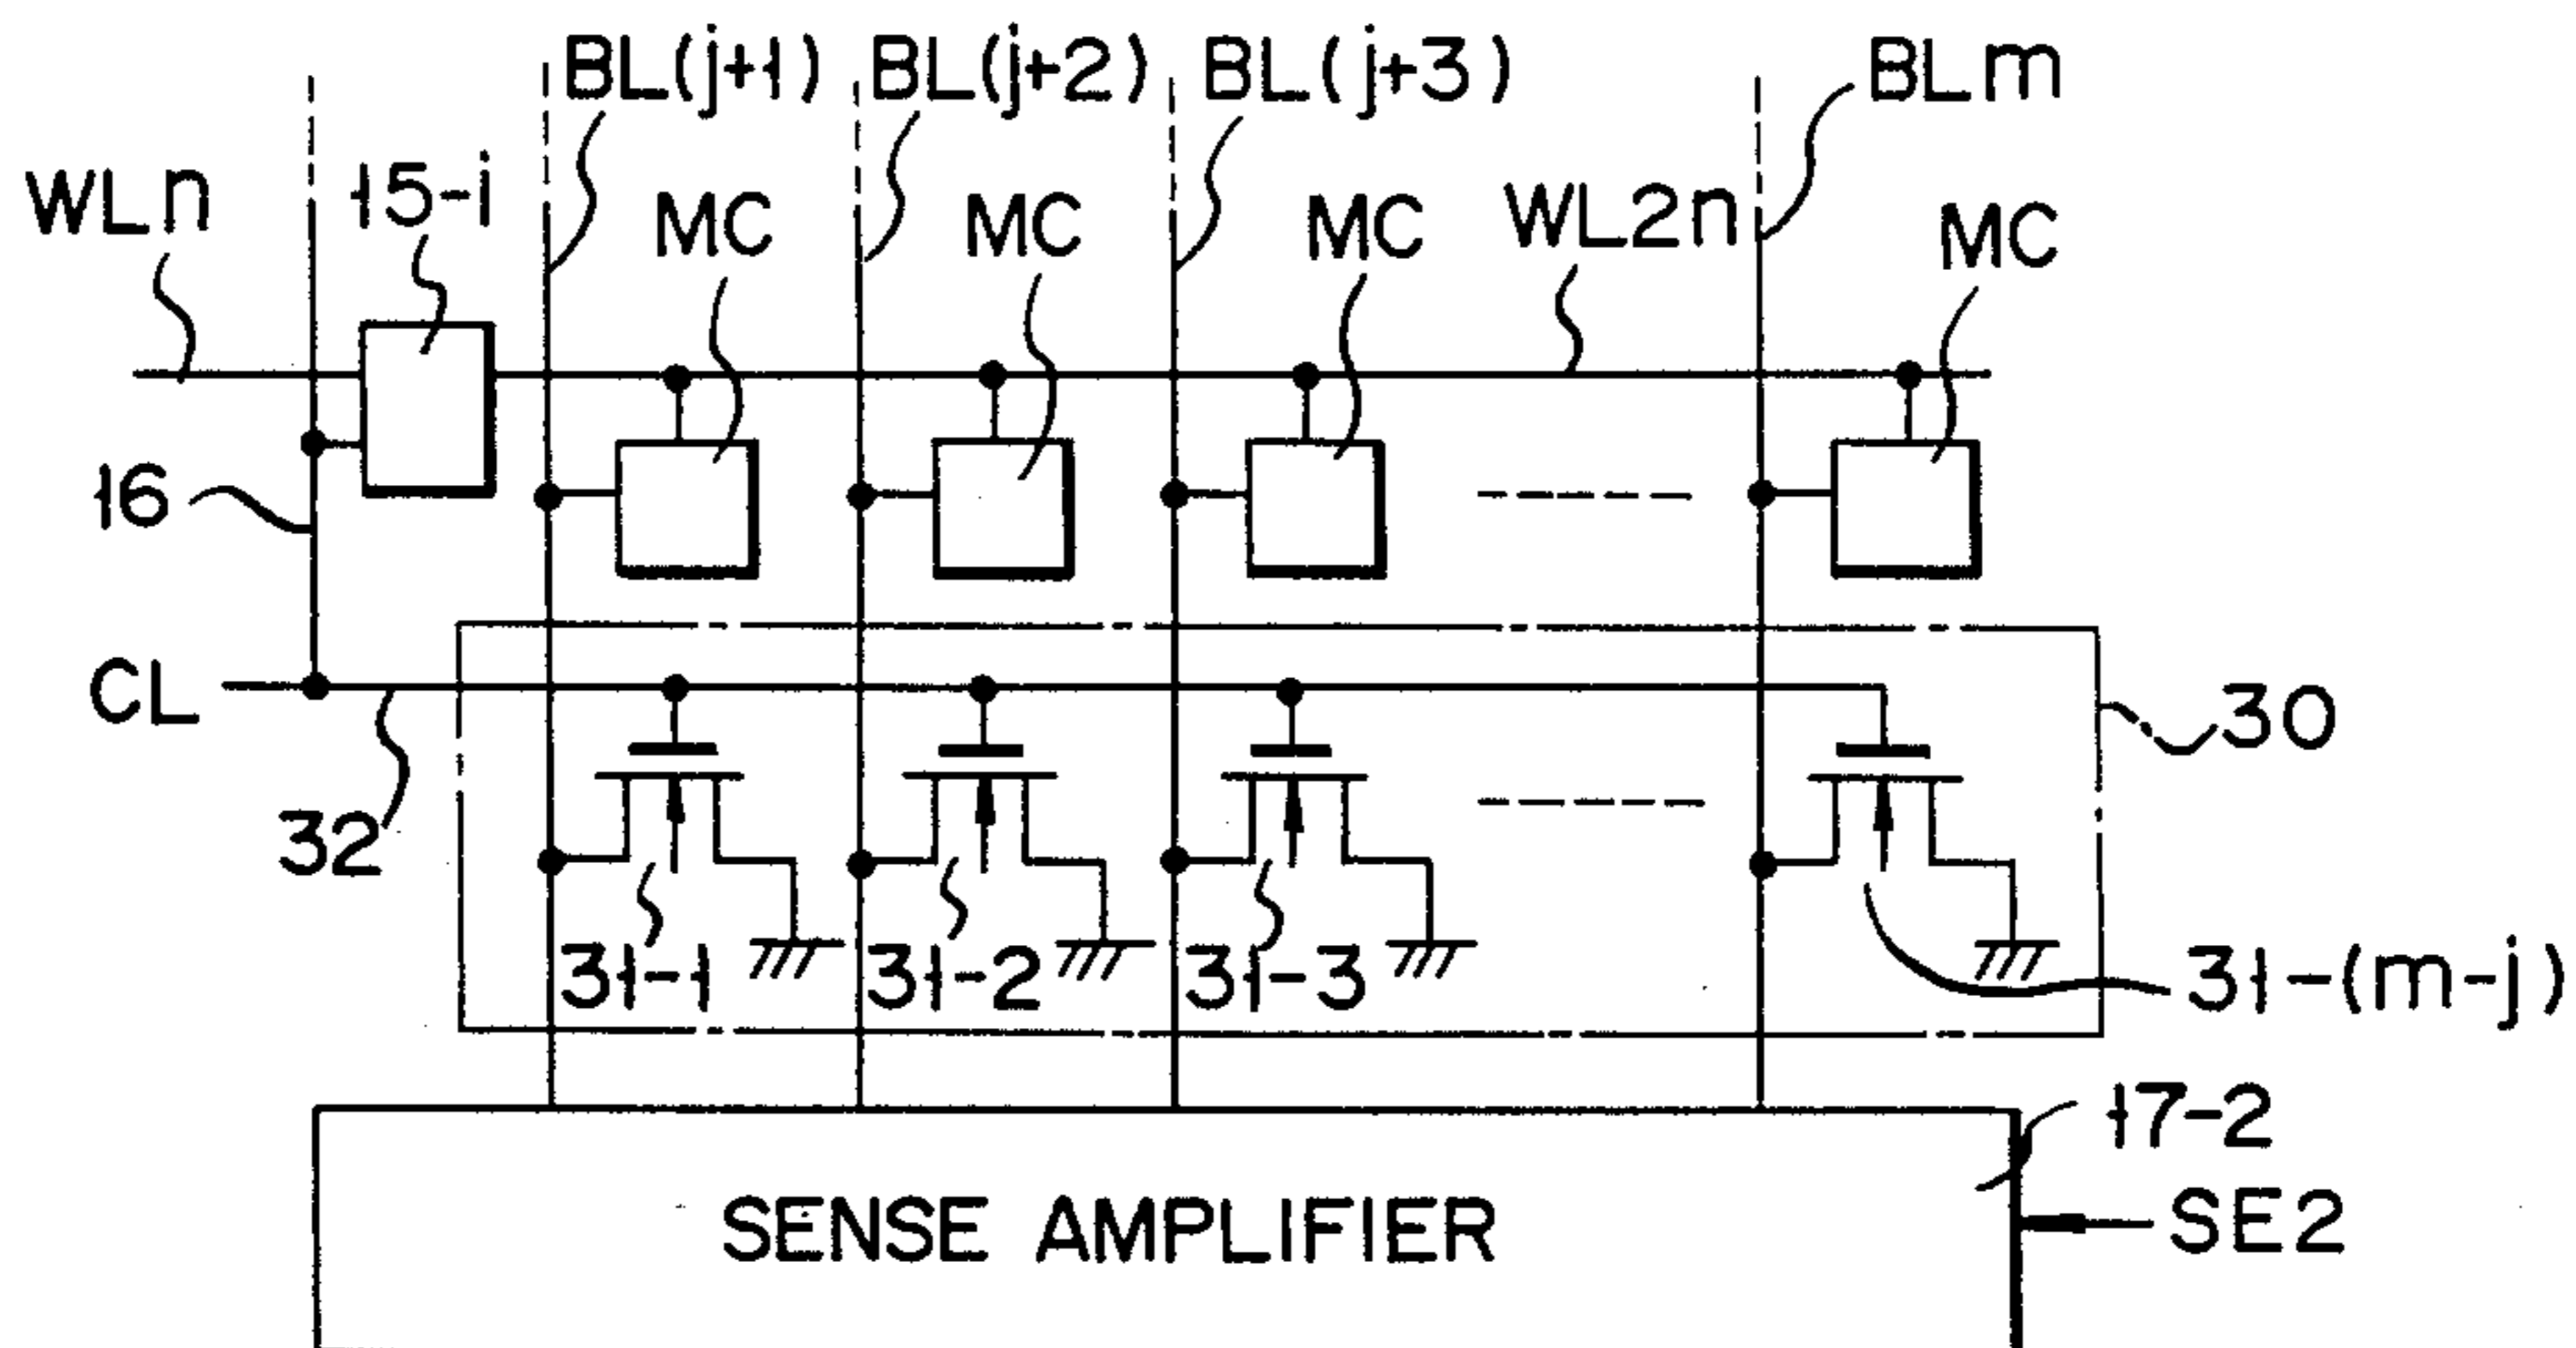 BL(j+1) BL(j+2) BL(j+3) BLm
WLn 15-i MC MC MC WL2n MC
16
CL 30
32
31-1 31-2 31-3 31-(m-j)
17-2
SENSE AMPLIFIER SE2